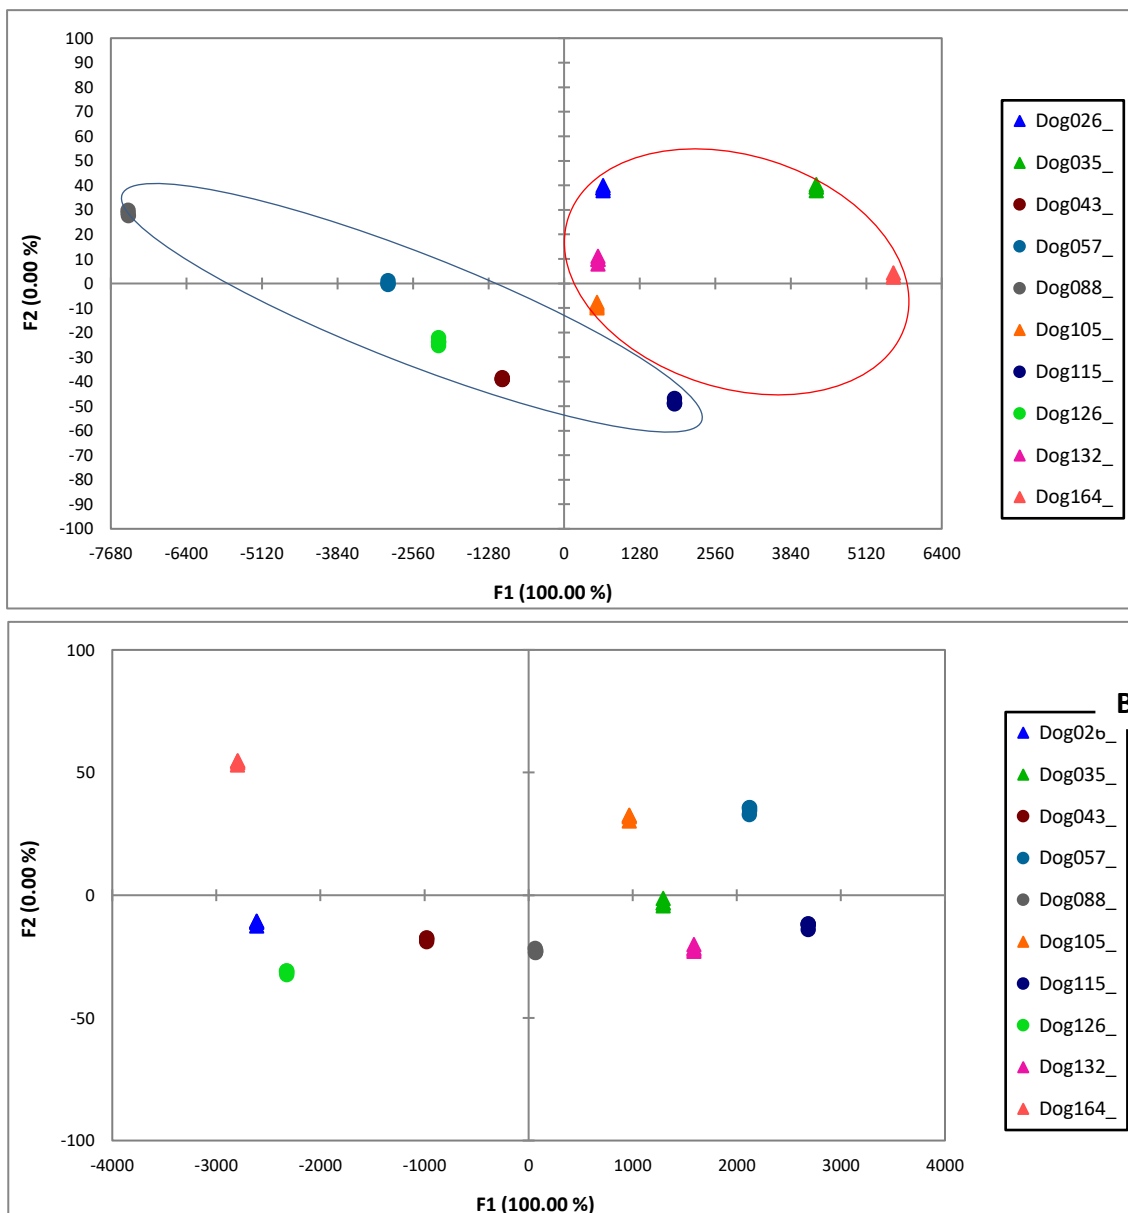 100
90
80
70
60
50
40
30
20
10
0
-10
-20
-30
-40
-50
-60
-70
-80
-90
-100
F2 (0.00 %)
-7680 -6400 -5120 -3840 -2560 -1280 0 1280 2560 3840 5120 6400
F1 (100.00 %)
Dog026_
Dog035_
Dog043_
Dog057_
Dog088_
Dog105_
Dog115_
Dog126_
Dog132_
Dog164_
100
50
0
-50
-100
F2 (0.00 %)
-4000 -3000 -2000 -1000 0 1000 2000 3000 4000
F1 (100.00 %)
B
Dog026_
Dog035_
Dog043_
Dog057_
Dog088_
Dog105_
Dog115_
Dog126_
Dog132_
Dog164_